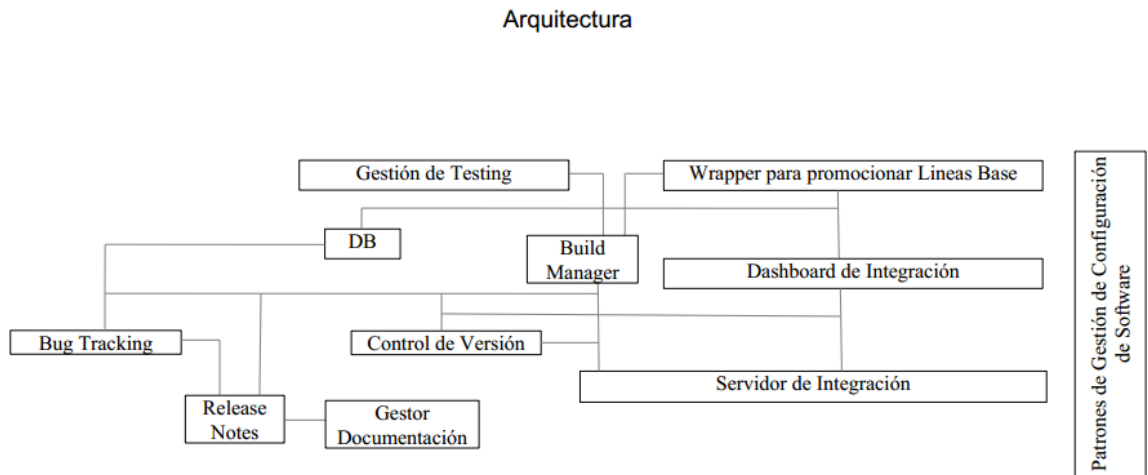 Arquitectura
Gestión de Testing
Wrapper para promocionar Lineas Base
DB
Build
Manager
Dashboard de Integración
Bug Tracking
Control de Versión
Servidor de Integración
Release
Notes
Gestor
Documentación
Patrones de Gestión de Configuración
de Software